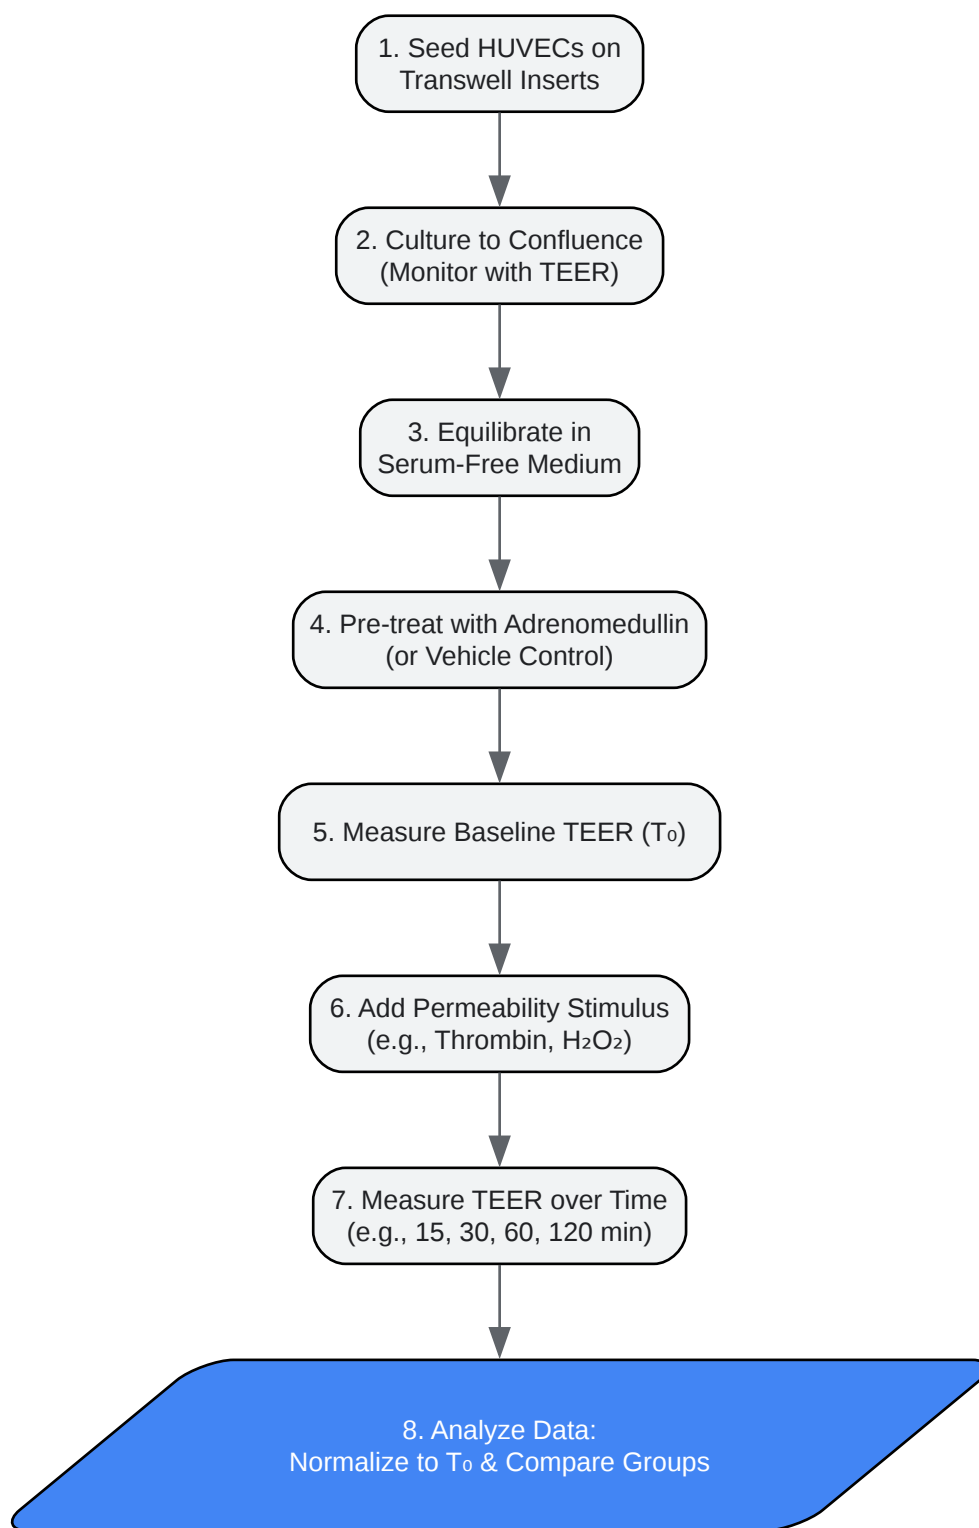 1. Seed HUVECs on
Transwell Inserts
2. Culture to Confluence
(Monitor with TEER)
3. Equilibrate in
Serum-Free Medium
4. Pre-treat with Adrenomedullin
(or Vehicle Control)
5. Measure Baseline TEER (T₀)
6. Add Permeability Stimulus
(e.g., Thrombin, H₂O₂)
7. Measure TEER over Time
(e.g., 15, 30, 60, 120 min)
8. Analyze Data:
Normalize to T₀ & Compare Groups